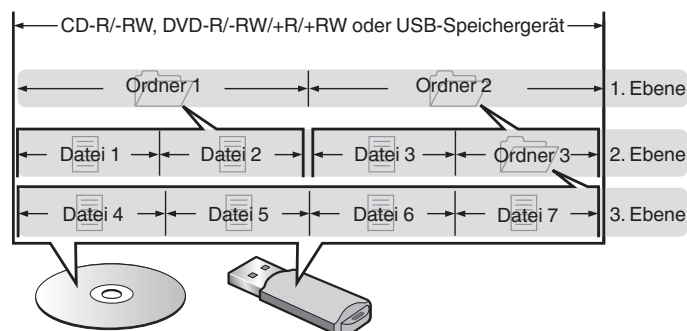 CD-R/-RW, DVD-R/-RW/+R/+RW oder USB-Speichergerät
Ordner 1 Ordner 2 1. Ebene
Datei 1 Datei 2 Datei 3 Ordner 3 2. Ebene
Datei 4 Datei 5 Datei 6 Datei 7 3. Ebene